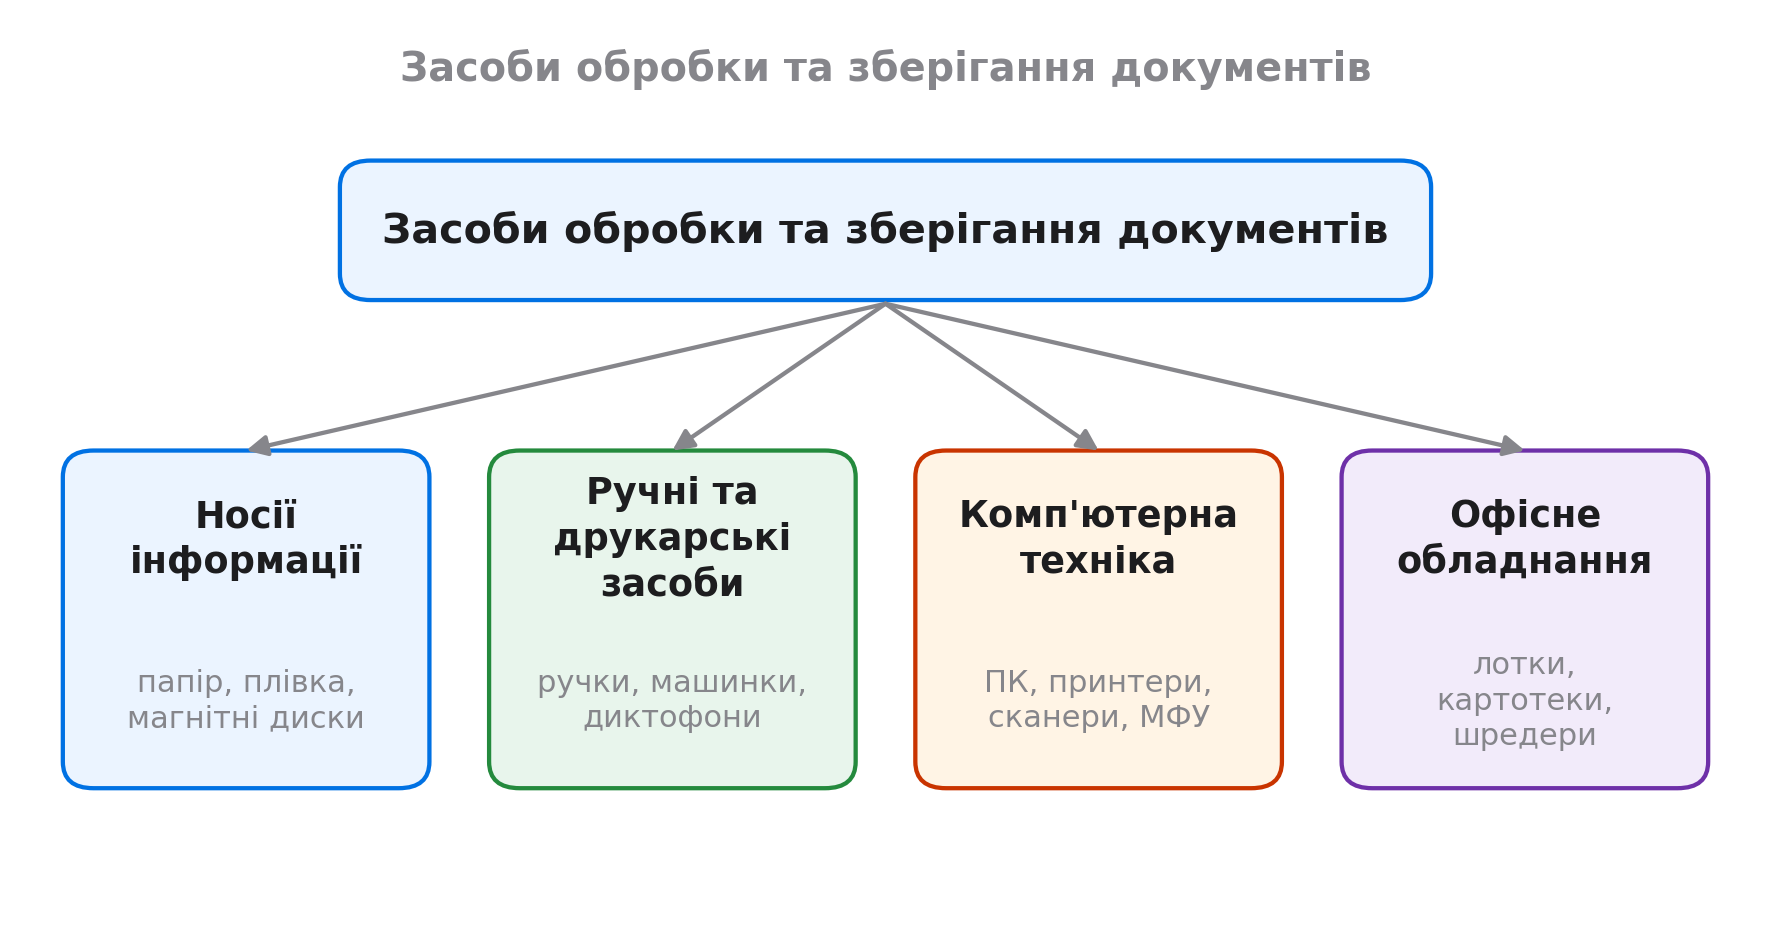 Засоби обробки та зберігання документів
Засоби обробки та зберігання документів
Носії
інформації
папір, плівка,
магнітні диски
Ручні та
друкарські
засоби
ручки, машинки,
диктофони
Комп'ютерна
техніка
ПК, принтери,
сканери, МФУ
Офісне
обладнання
лотки,
картотеки,
шредери